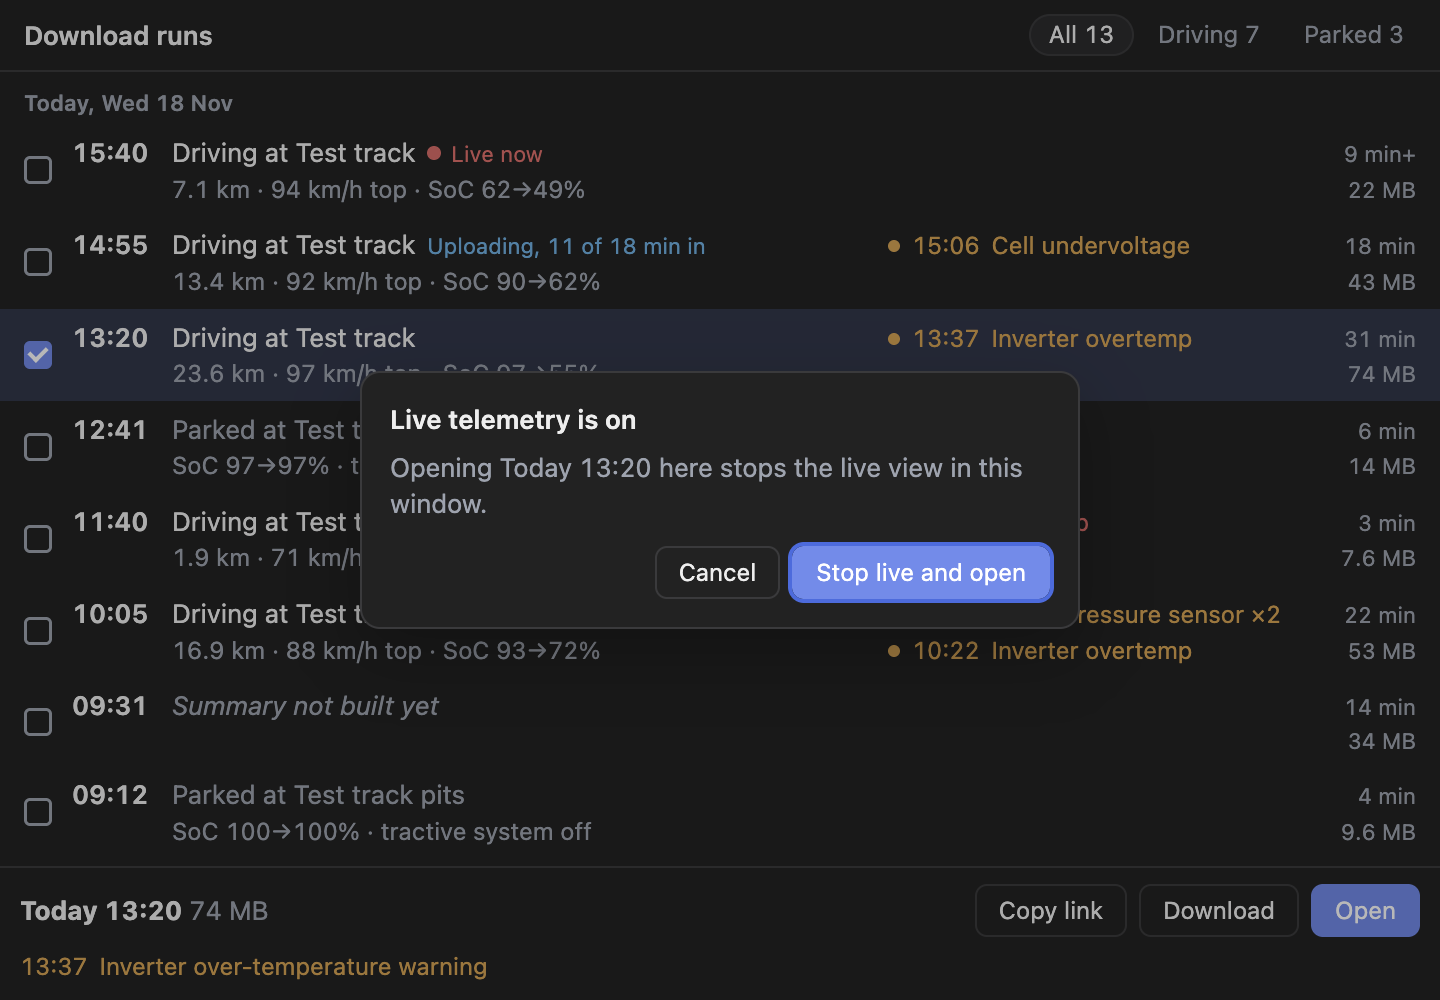 Download runs
All 13 Driving 7 Parked 3
Today, Wed 18 Nov
15:40 Driving at Test track Live now 9 min+
7.1 km · 94 km/h top · SoC 62→49% 22 MB
14:55 Driving at Test track Uploading, 11 of 18 min in 15:06 Cell undervoltage 18 min
13.4 km · 92 km/h top · SoC 90→62% 43 MB
13:20 Driving at Test track 13:37 Inverter overtemp 31 min
23.6 km · 97 km/h top · SoC 97→55% 74 MB
Live telemetry is on
Opening Today 13:20 here stops the live view in this
window.
Cancel Stop live and open
12:41 Parked at Test 6 min
SoC 97→97% · 14 MB
11:40 Driving at Test 3 min
1.9 km · 71 km/h 7.6 MB
10:05 Driving at Test ressure sensor ×2 22 min
16.9 km · 88 km/h top · SoC 93→72% 10:22 Inverter overtemp 53 MB
09:31 Summary not built yet 14 min
34 MB
09:12 Parked at Test track pits 4 min
SoC 100→100% · tractive system off 9.6 MB
Today 13:20 74 MB
Copy link Download Open
13:37 Inverter over-temperature warning